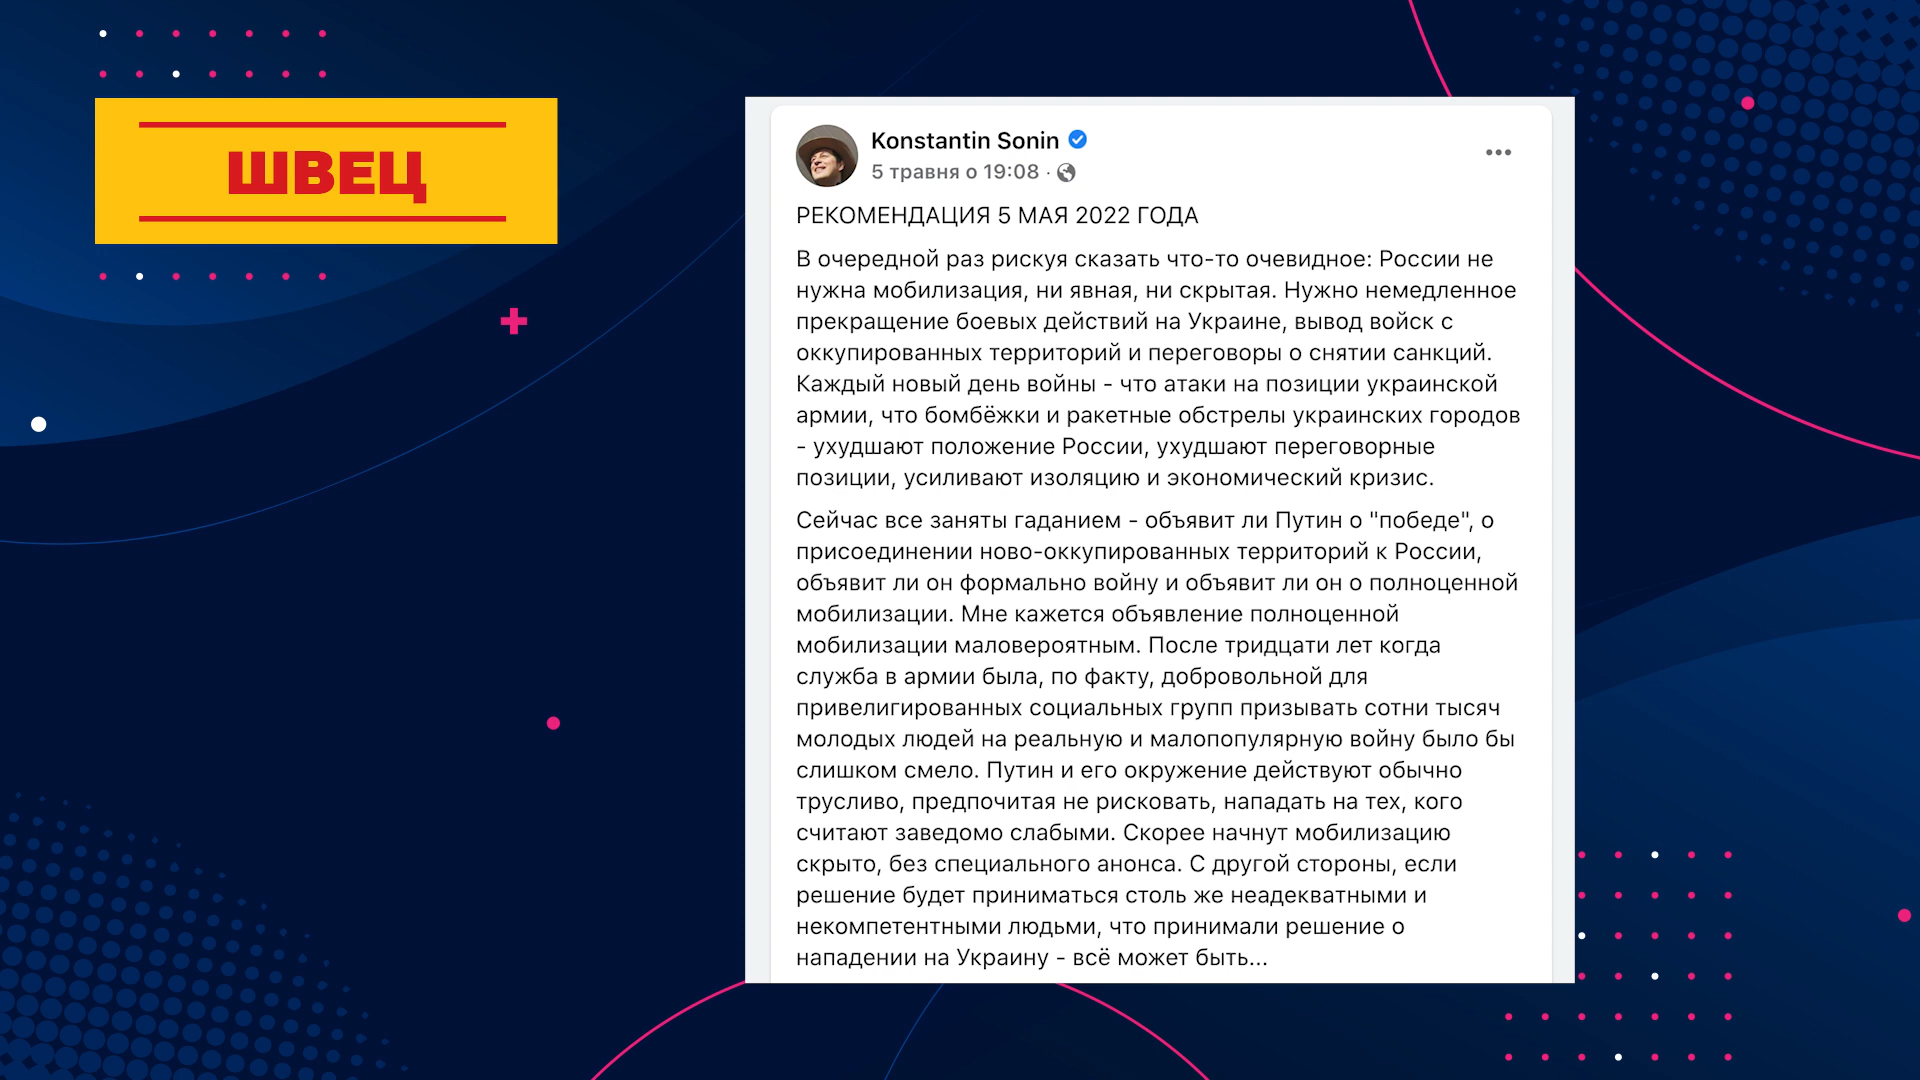 ШВЕЦ
Konstantin Sonin
5 травня о 19:08 ·
РЕКОМЕНДАЦИЯ 5 МАЯ 2022 ГОДА
В очередной раз рискуя сказать что-то очевидное: России не
нужна мобилизация, ни явная, ни скрытая. Нужно немедленное
прекращение боевых действий на Украине, вывод войск с
оккупированных территорий и переговоры о снятии санкций.
Каждый новый день войны - что атаки на позиции украинской
армии, что бомбёжки и ракетные обстрелы украинских городов
- ухудшают положение России, ухудшают переговорные
позиции, усиливают изоляцию и экономический кризис.
Сейчас все заняты гаданием - объявит ли Путин о "победе", о
присоединении ново-оккупированных территорий к России,
объявит ли он формально войну и объявит ли он о полноценной
мобилизации. Мне кажется объявление полноценной
мобилизации маловероятным. После тридцати лет когда
служба в армии была, по факту, добровольной для
привелигированных социальных групп призывать сотни тысяч
молодых людей на реальную и малопопулярную войну было бы
слишком смело. Путин и его окружение действуют обычно
трусливо, предпочитая не рисковать, нападать на тех, кого
считают заведомо слабыми. Скорее начнут мобилизацию
скрыто, без специального анонса. С другой стороны, если
решение будет приниматься столь же неадекватными и
некомпетентными людьми, что принимали решение о
нападении на Украину - всё может быть...